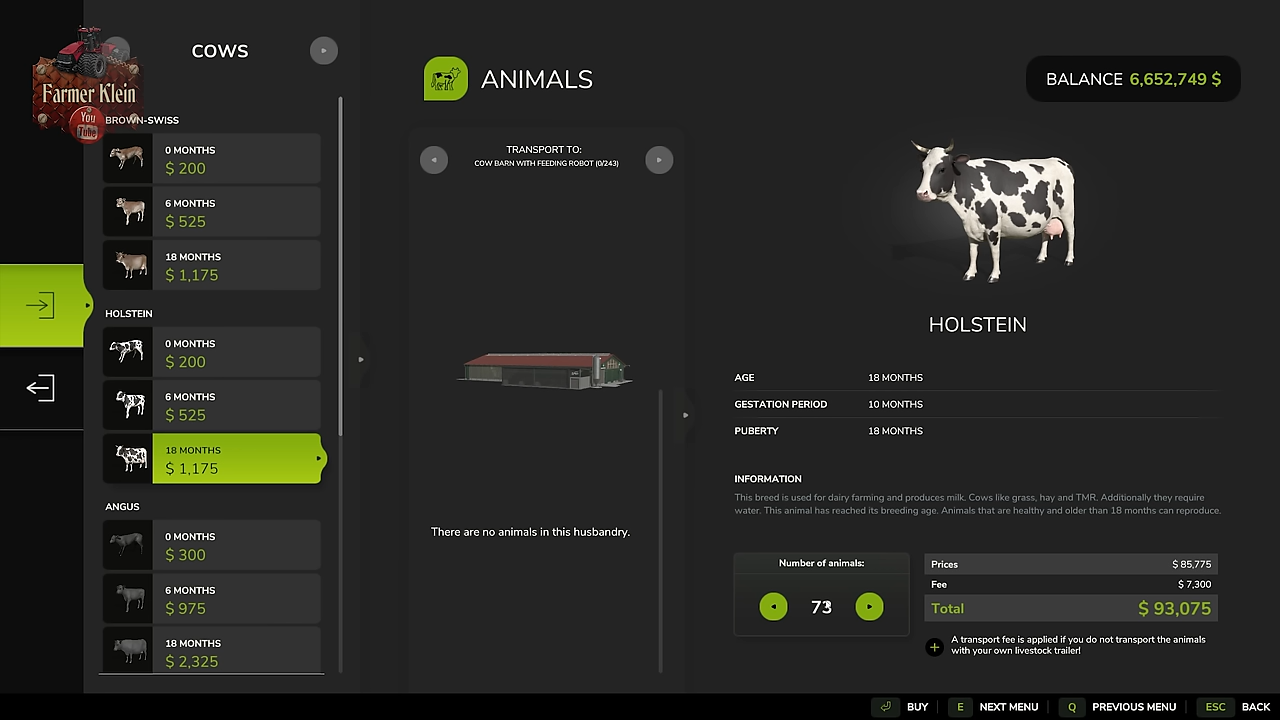 Farmer Klein
You
Tube
COWS
BROWN-SWISS
0 MONTHS
$ 200
6 MONTHS
$ 525
18 MONTHS
$ 1,175
HOLSTEIN
0 MONTHS
$ 200
6 MONTHS
$ 525
18 MONTHS
$ 1,175
ANGUS
0 MONTHS
$ 300
6 MONTHS
$ 975
18 MONTHS
$ 2,325
ANIMALS
BALANCE 6,652,749 $
TRANSPORT TO:
COW BARN WITH FEEDING ROBOT (0/243)
There are no animals in this husbandry.
HOLSTEIN
AGE 18 MONTHS
GESTATION PERIOD 10 MONTHS
PUBERTY 18 MONTHS
INFORMATION
This breed is used for dairy farming and produces milk. Cows like grass, hay and TMR. Additionally they require
water. This animal has reached its breeding age. Animals that are healthy and older than 18 months can reproduce.
Number of animals:
73
Prices $ 85,775
Fee $ 7,300
Total $ 93,075
A transport fee is applied if you do not transport the animals
with your own livestock trailer!
BUY E NEXT MENU Q PREVIOUS MENU ESC BACK